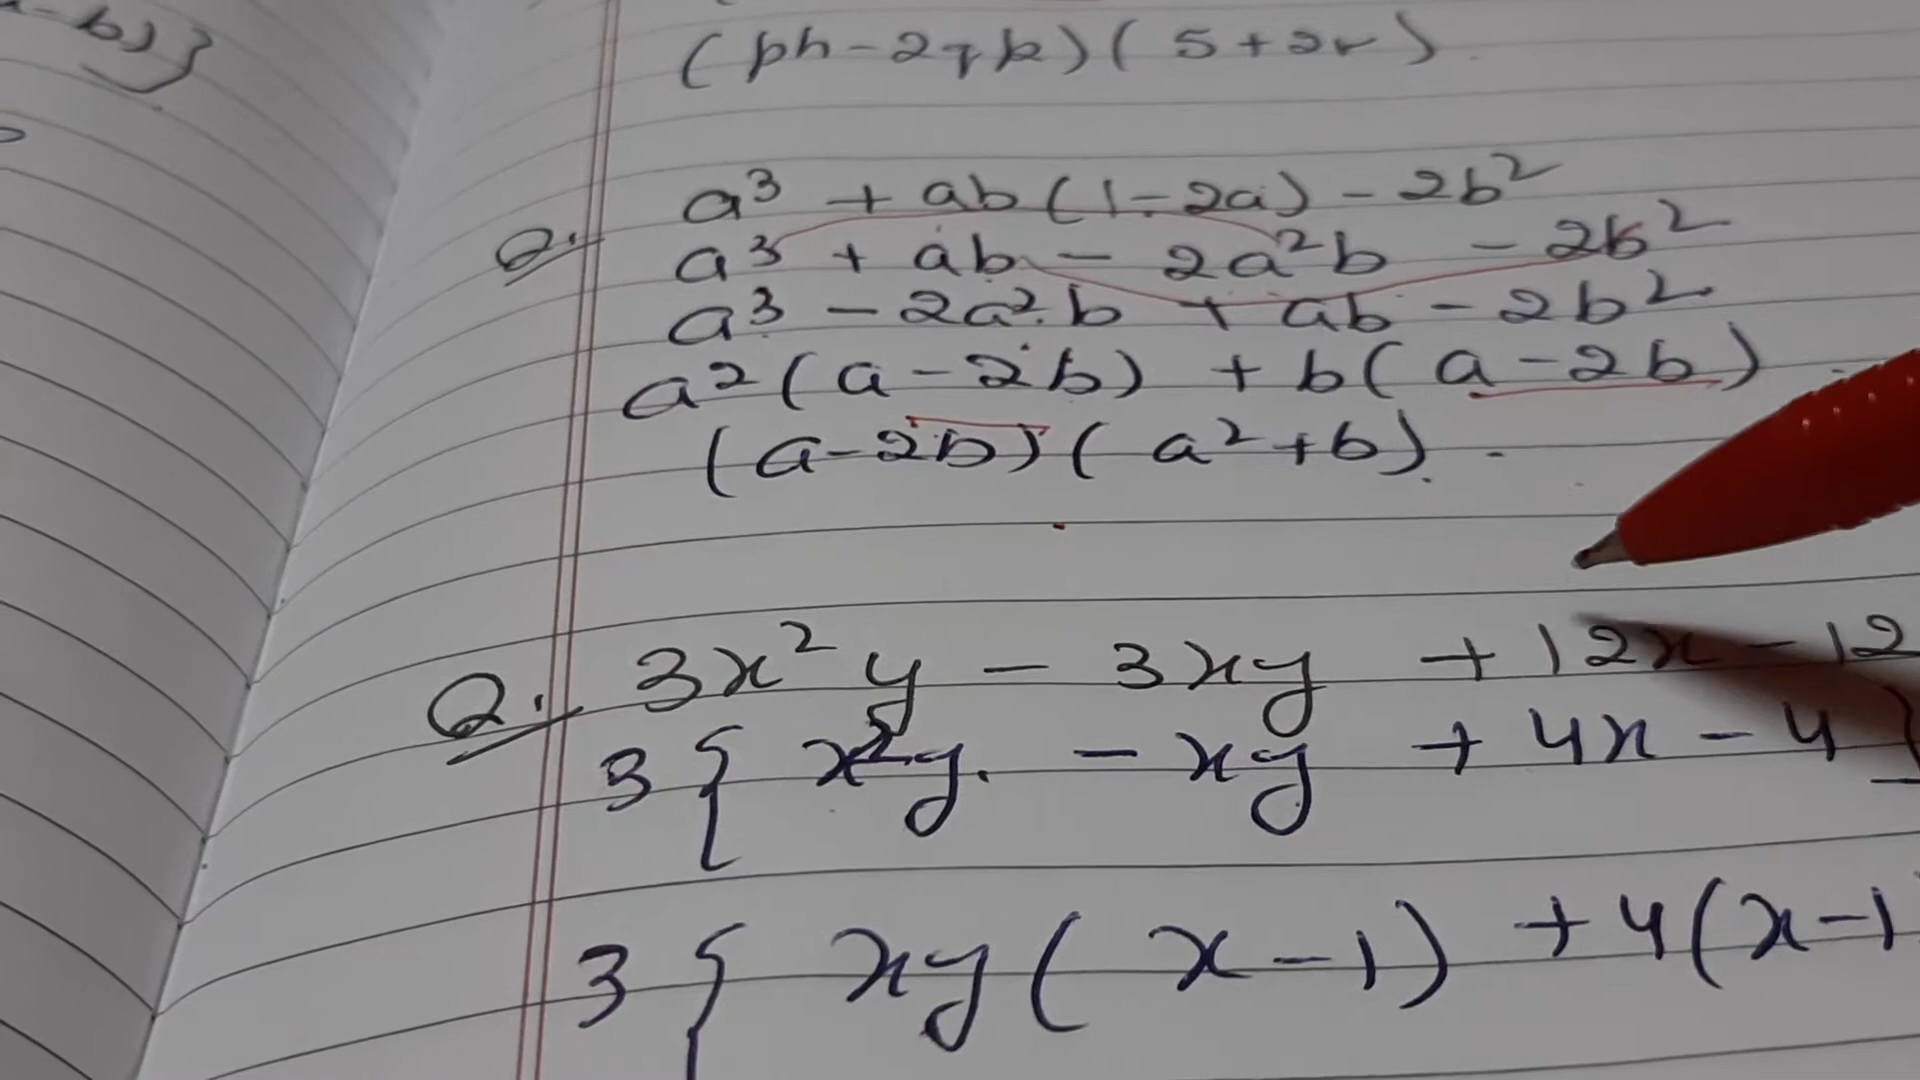 -b)}
(ph-2qk)(5+2r).
Q. a³ + ab(1-2a) - 2b²
a³ + ab - 2a²b - 2b²
a³ - 2a²b + ab - 2b²
a²(a-2b) + b(a-2b)
(a-2b)(a²+b).
Q. 3x²y - 3xy + 12x - 12
3{x²y - xy + 4x - 4}
3{xy(x-1) + 4(x-1